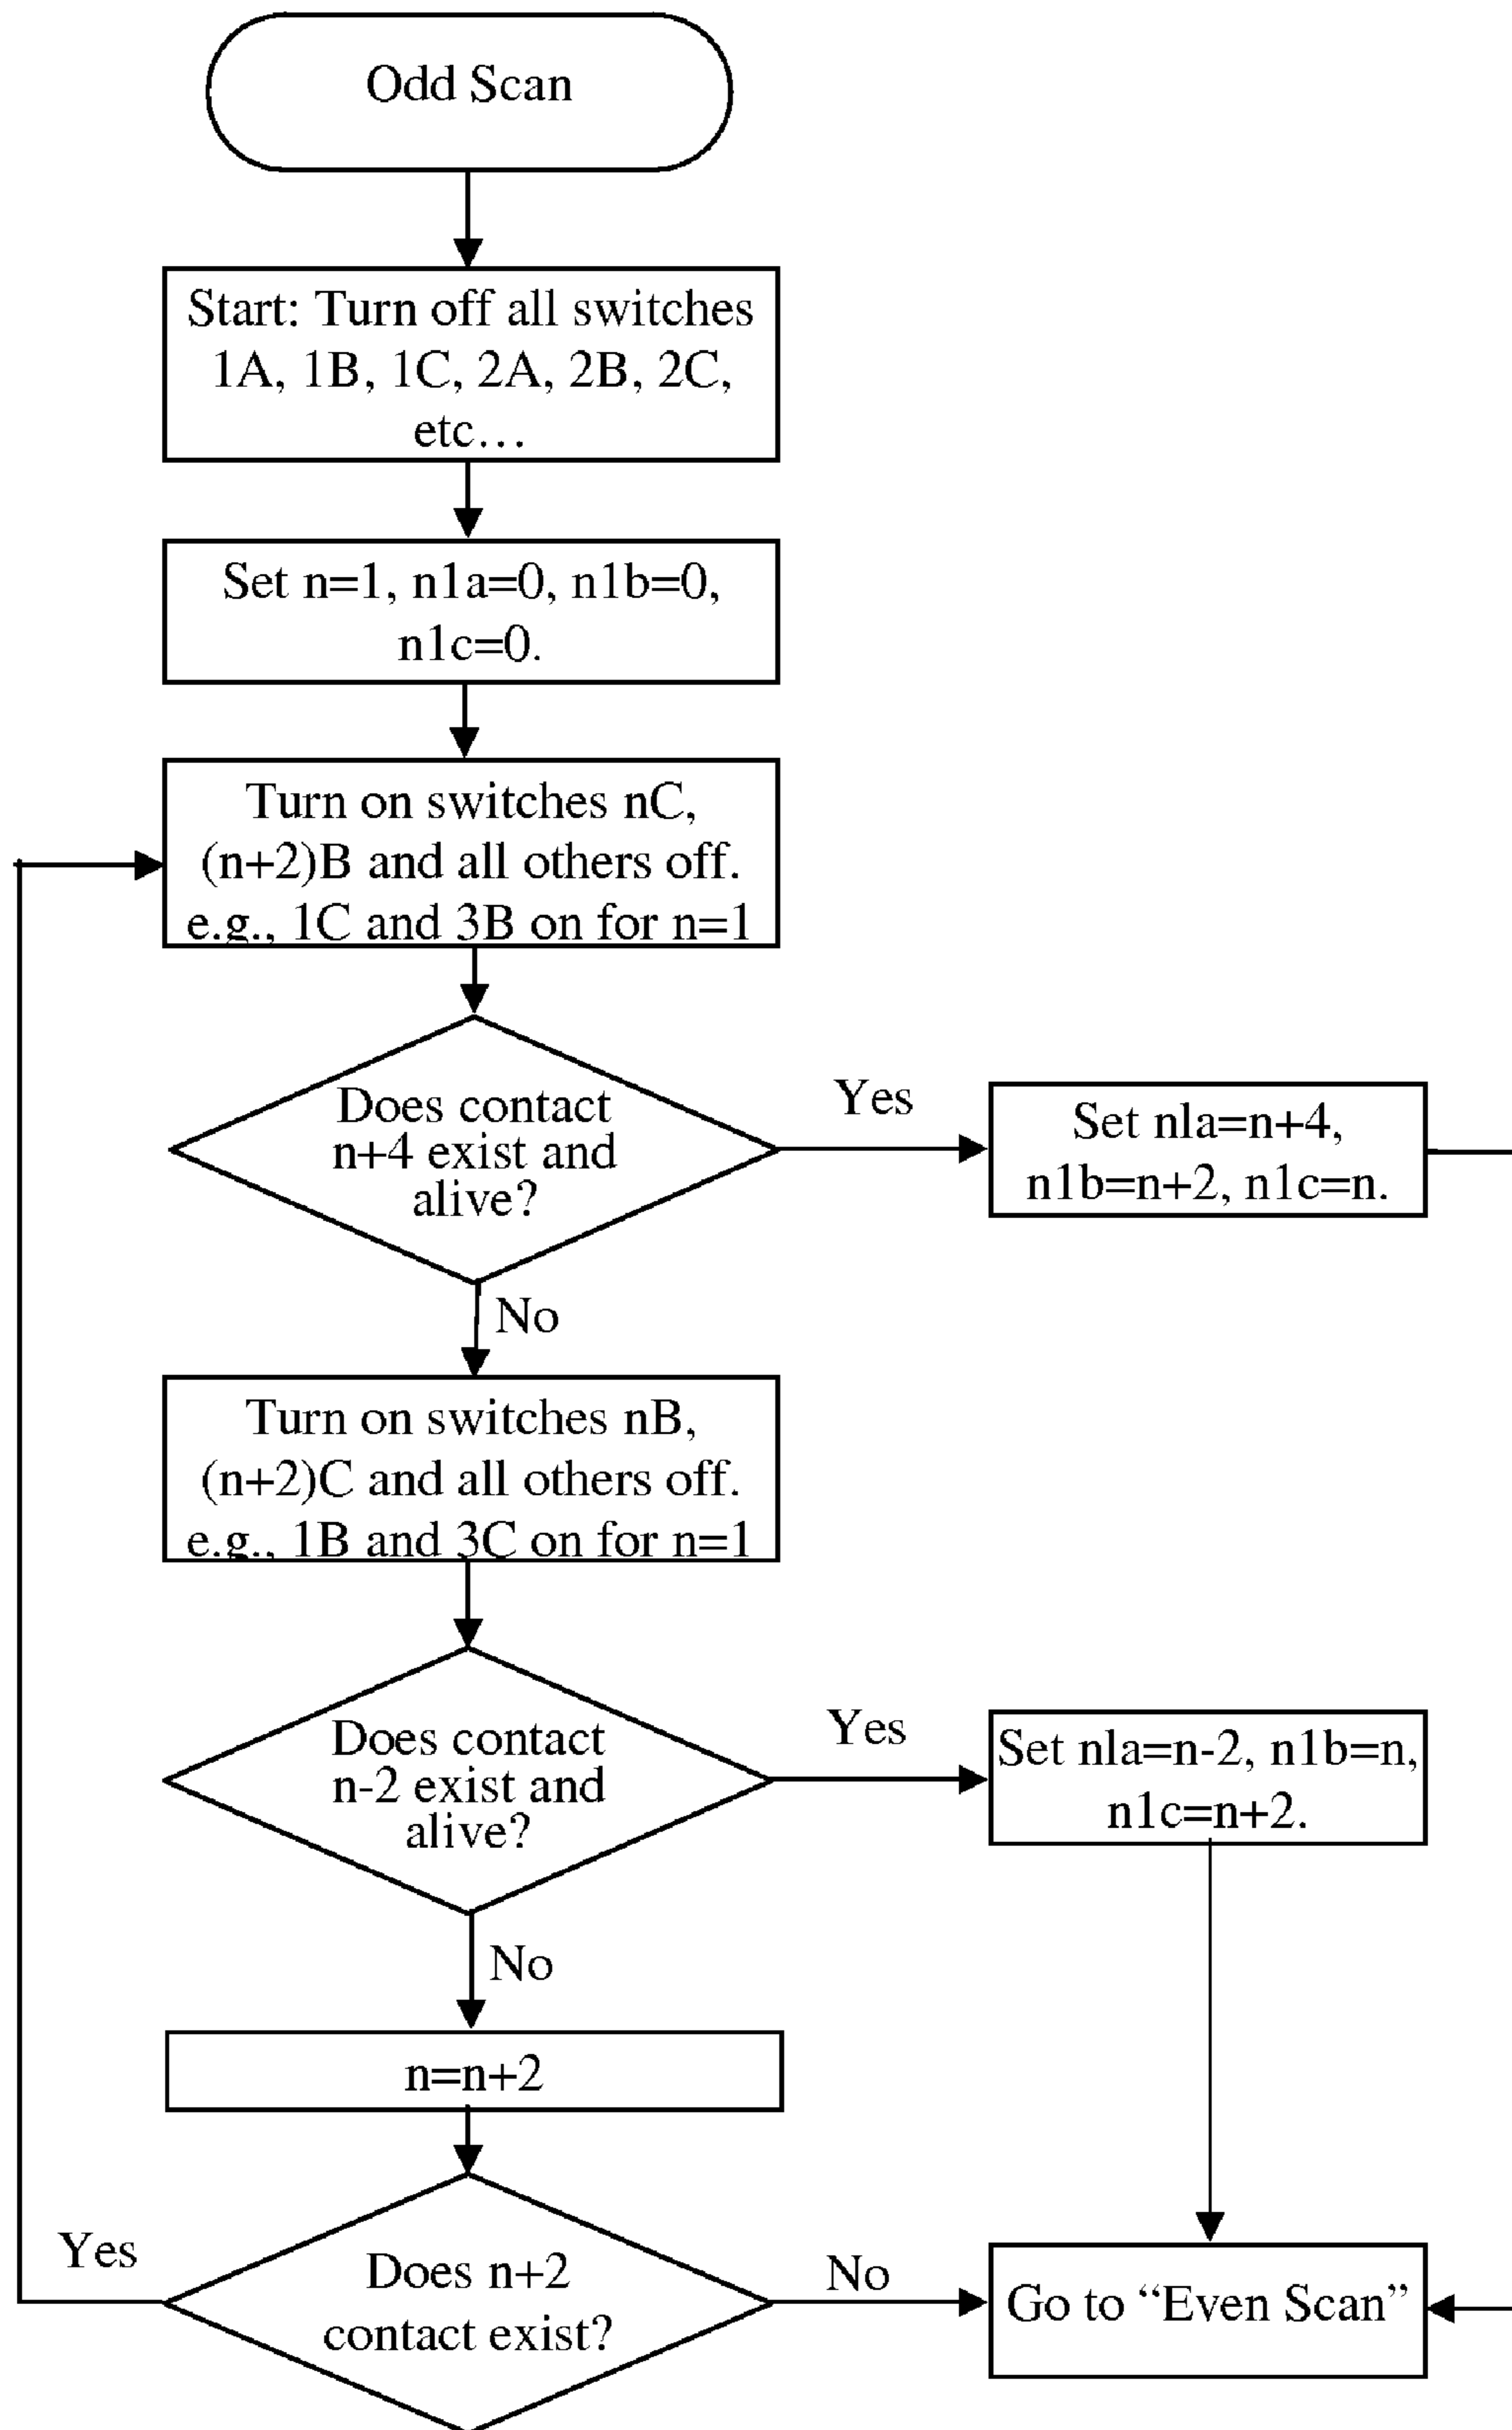 Odd Scan
Start: Turn off all switches
1A, 1B, 1C, 2A, 2B, 2C,
etc…
Set n=1, n1a=0, n1b=0,
n1c=0.
Turn on switches nC,
(n+2)B and all others off.
e.g., 1C and 3B on for n=1
Does contact
n+4 exist and
alive?
Yes
Set nla=n+4,
n1b=n+2, n1c=n.
No
Turn on switches nB,
(n+2)C and all others off.
e.g., 1B and 3C on for n=1
Does contact
n-2 exist and
alive?
Yes
Set nla=n-2, n1b=n,
n1c=n+2.
No
n=n+2
Does n+2
contact exist?
Yes
No
Go to “Even Scan”